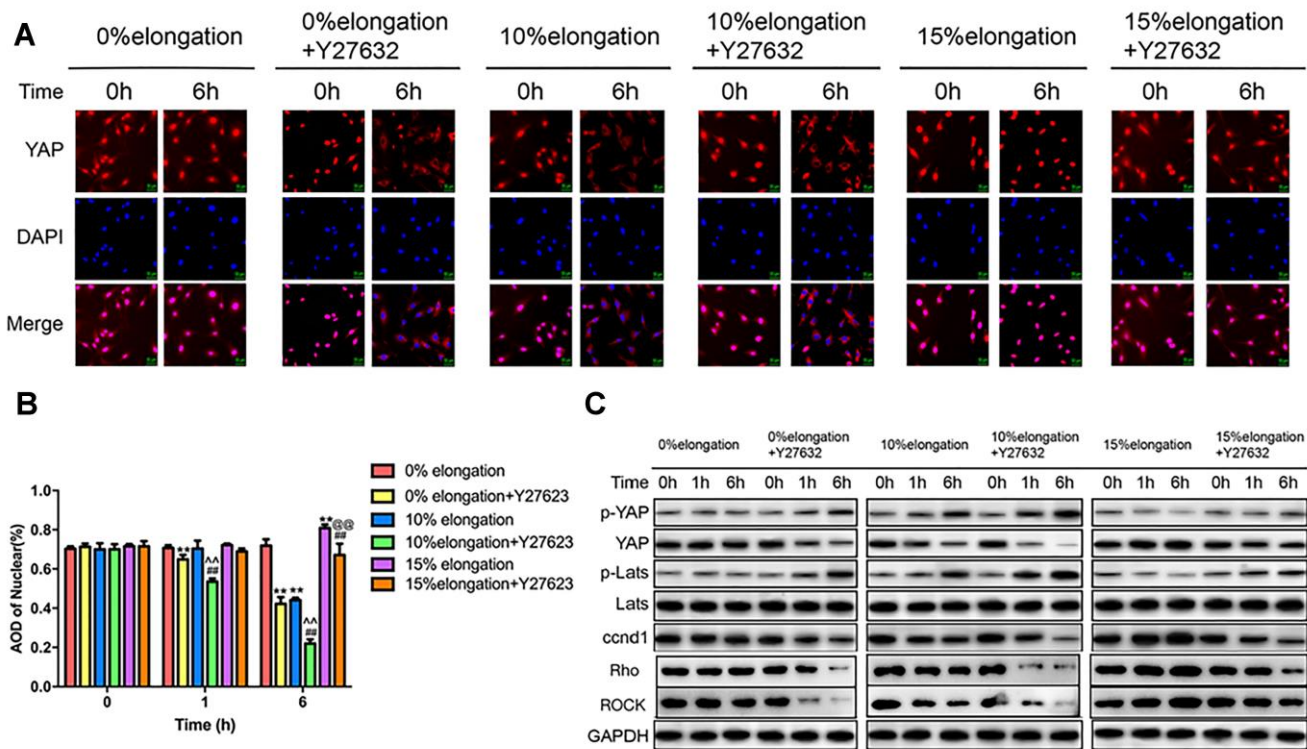 A
0%elongation
0%elongation
+Y27632
10%elongation
10%elongation
+Y27632
15%elongation
15%elongation
+Y27632
Time 0h 6h 0h 6h 0h 6h 0h 6h 0h 6h 0h 6h
YAP
DAPI
Merge
B
AOD of Nuclear(%)
1.0
0.8
0.6
0.4
0.2
0.0
** ^^ ## ** ** ^^ ## ** @@ ##
0 1 6
Time (h)
0% elongation
0% elongation+Y27623
10% elongation
10%elongation+Y27623
15% elongation
15%elongation+Y27623
C
0%elongation
0%elongation
+Y27632
10%elongation
10%elongation
+Y27632
15%elongation
15%elongation
+Y27632
Time 0h 1h 6h 0h 1h 6h 0h 1h 6h 0h 1h 6h 0h 1h 6h 0h 1h 6h
p-YAP
YAP
p-Lats
Lats
ccnd1
Rho
ROCK
GAPDH